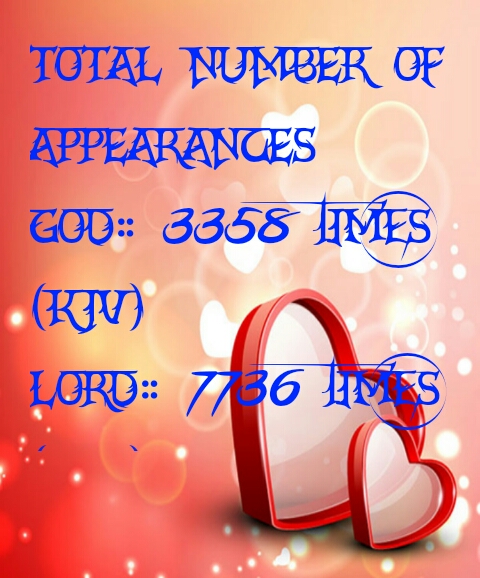 TOTAL NUMBER OF
APPEARANCES
GOD:: 3358 TIMES
(KJV)
LORD:: 7736 TIMES